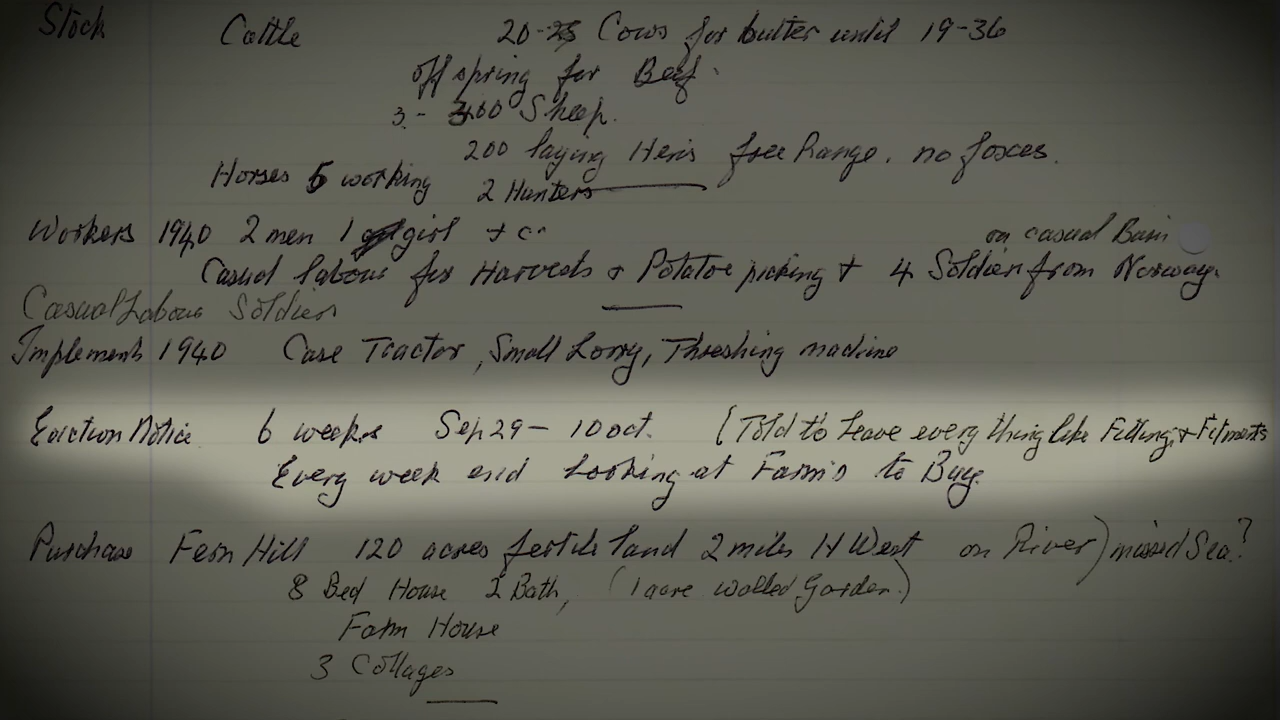 Stock Cattle 20-25 Cows for butter until 19-36
off spring for Beef.
3 - 400 Sheep.
200 laying Hens free Range. no foxes.
Horses 5 working 2 Hunters
Workers 1940 2 men 1 girl + on casual Basis
Casual labour for Harvests & Potatoe picking + 4 Soldier from Norway.
Casual Labour Soldiers
Implements 1940 Case Tractor, Small Lorry, Threshing machine
Eviction Notice 6 weeks Sep 29 - 10 oct. (Told to Leave every thing like Fittings & Fitments
Every week end Looking at Farms to Buy.
Purchase Fern Hill 120 acres fertile land 2 miles N West on River) missed Sea?
8 Bed House 2 Bath, (1 acre walled Garden.)
Farm House
3 Cottages